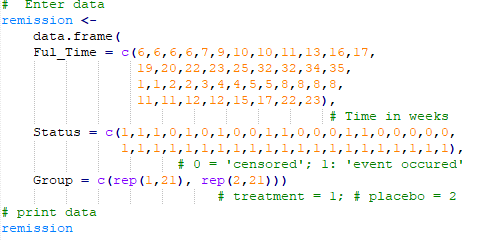 #  Enter data
remission <-
data.frame(
Ful_Time = c(6,6,6,6,7,9,10,10,11,13,16,17,
19,20,22,23,25,32,32,34,35,
1,1,2,2,3,4,4,5,5,8,8,8,8,
11,11,12,12,15,17,22,23),
# Time in weeks
Status = c(1,1,1,0,1,0,1,0,0,1,1,0,0,0,1,1,0,0,0,0,0,
1,1,1,1,1,1,1,1,1,1,1,1,1,1,1,1,1,1,1,1,1),
# 0 = 'censored'; 1: 'event occured'
Group = c(rep(1,21), rep(2,21)))
# treatment = 1; # placebo = 2
# print data
remission